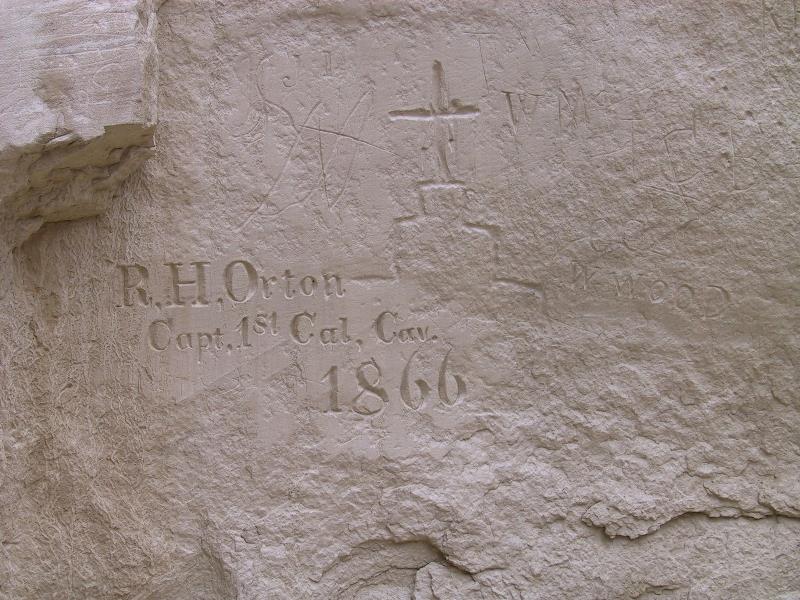 R. H. Orton
Capt. 1st Cal. Cav.
1866
W WOOD